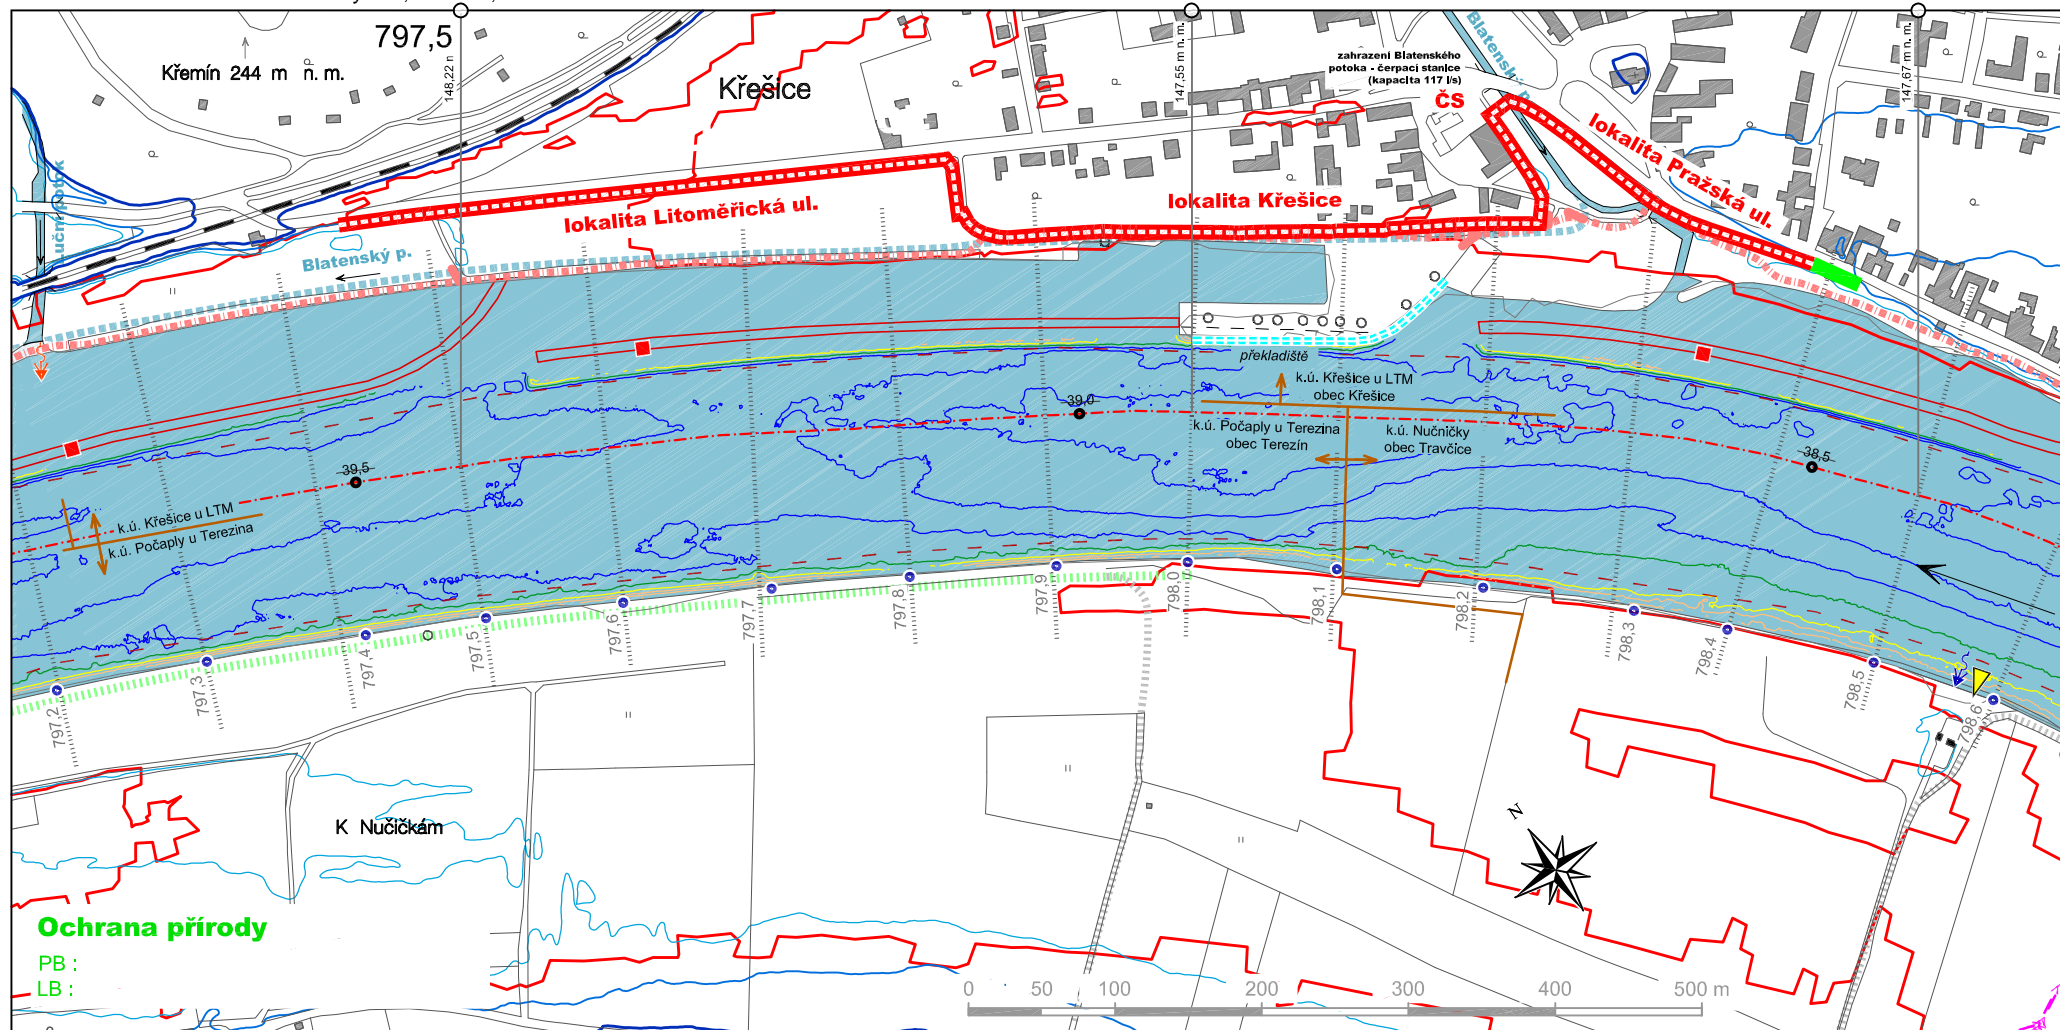 797,5
148,22 n
147,55 m n. m.
147,67 m n. m.
Křemín 244 m n. m.
Křešice
zahrazení Blatenského
potoka - čerpací stanice
(kapacita 117 l/s)
ČS
lokalita Pražská ul.
lokalita Litoměřická ul.
lokalita Křešice
Blatenský p.
překladiště
39,5
39,0
38,5
k.ú. Křešice u LTM
obec Křešice
k.ú. Počaply u Terezina
obec Terezín
k.ú. Nučničky
obec Travčice
k.ú. Křešice u LTM
k.ú. Počaply u Terezina
797,2
797,3
797,4
797,5
797,6
797,7
797,8
797,9
798,0
798,1
798,2
798,3
798,4
798,5
798,6
K Nučičkám
N
Ochrana přírody
PB :
LB :
0 50 100 200 300 400 500 m